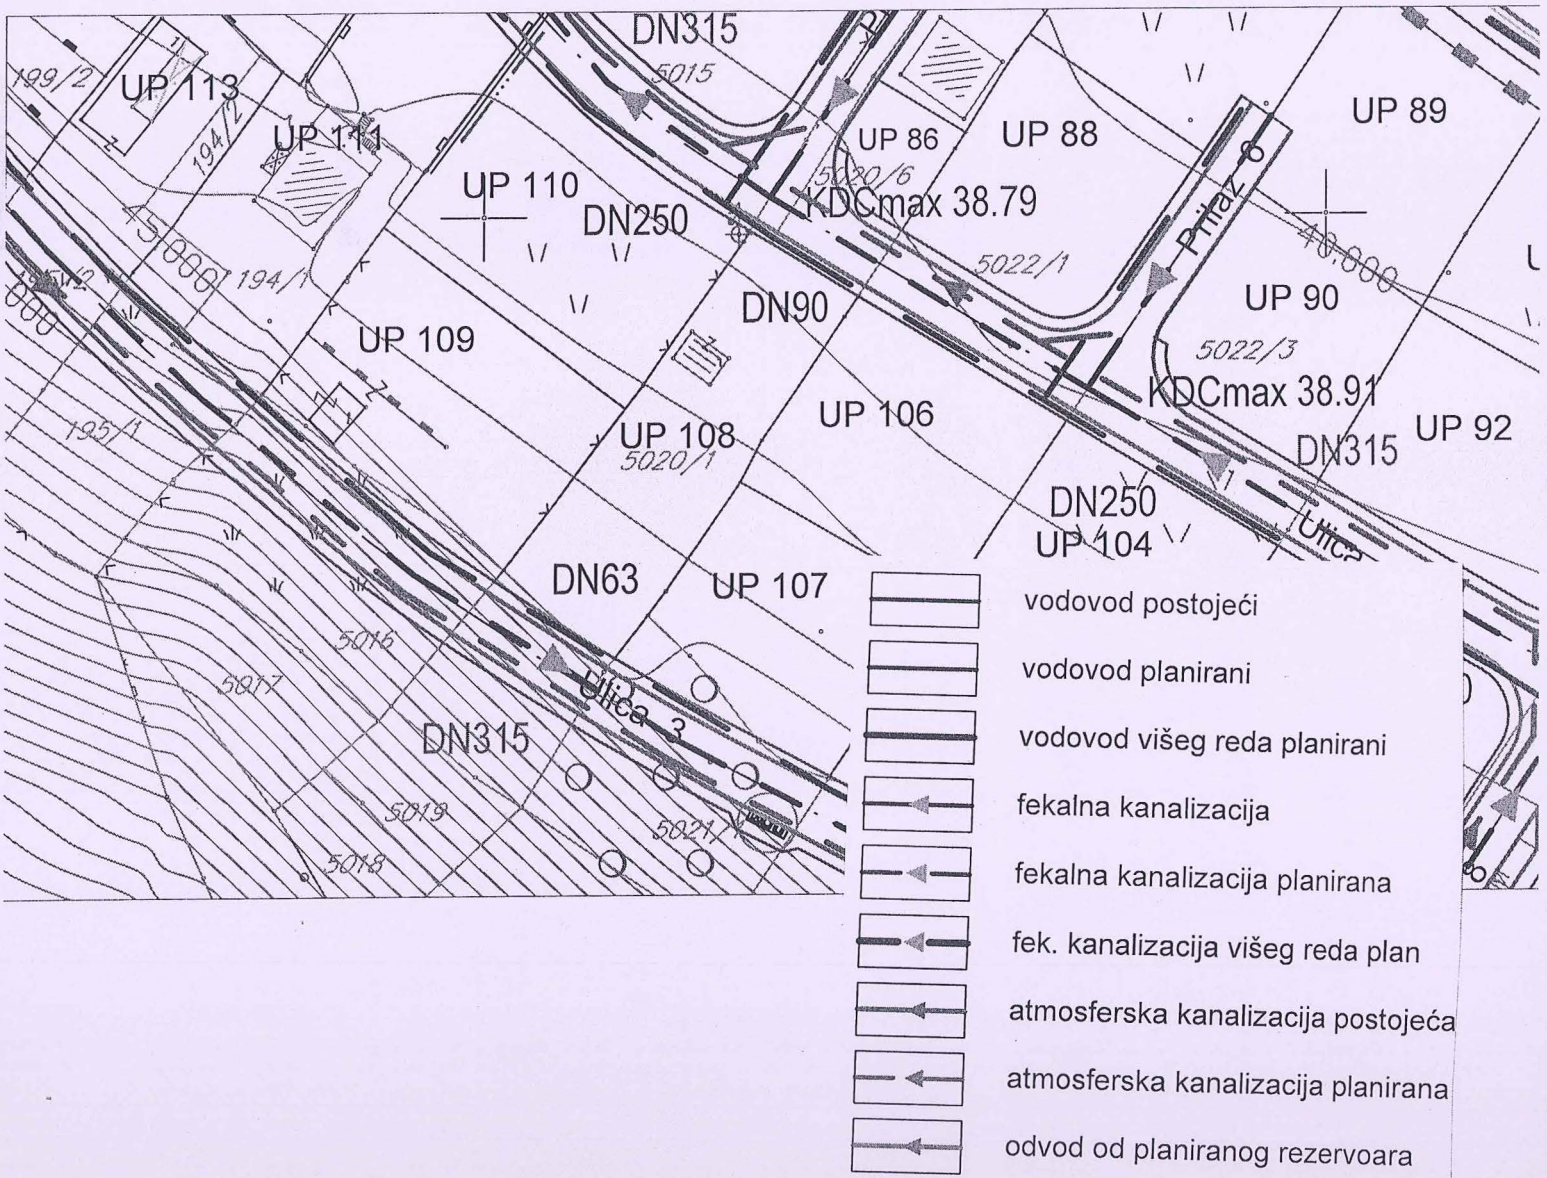 DN315
5015
199/2
UP 113
194/2
UP 111
UP 86
UP 88
UP 89
5020/6
KDCmax 38.79
UP 110
DN250
Prilaz
45.000
40.000
194/1
5022/1
UP 90
DN90
UP 109
5022/3
KDCmax 38.91
195/1
UP 108
5020/1
UP 106
UP 92
DN315
DN250
UP 104
Ulica
DN63
UP 107
5016
5017
Ulica 3
DN315
5019
5018
5021/
vodovod postojeći
vodovod planirani
vodovod višeg reda planirani
fekalna kanalizacija
fekalna kanalizacija planirana
fek. kanalizacija višeg reda plan
atmosferska kanalizacija postojeća
atmosferska kanalizacija planirana
odvod od planiranog rezervoara